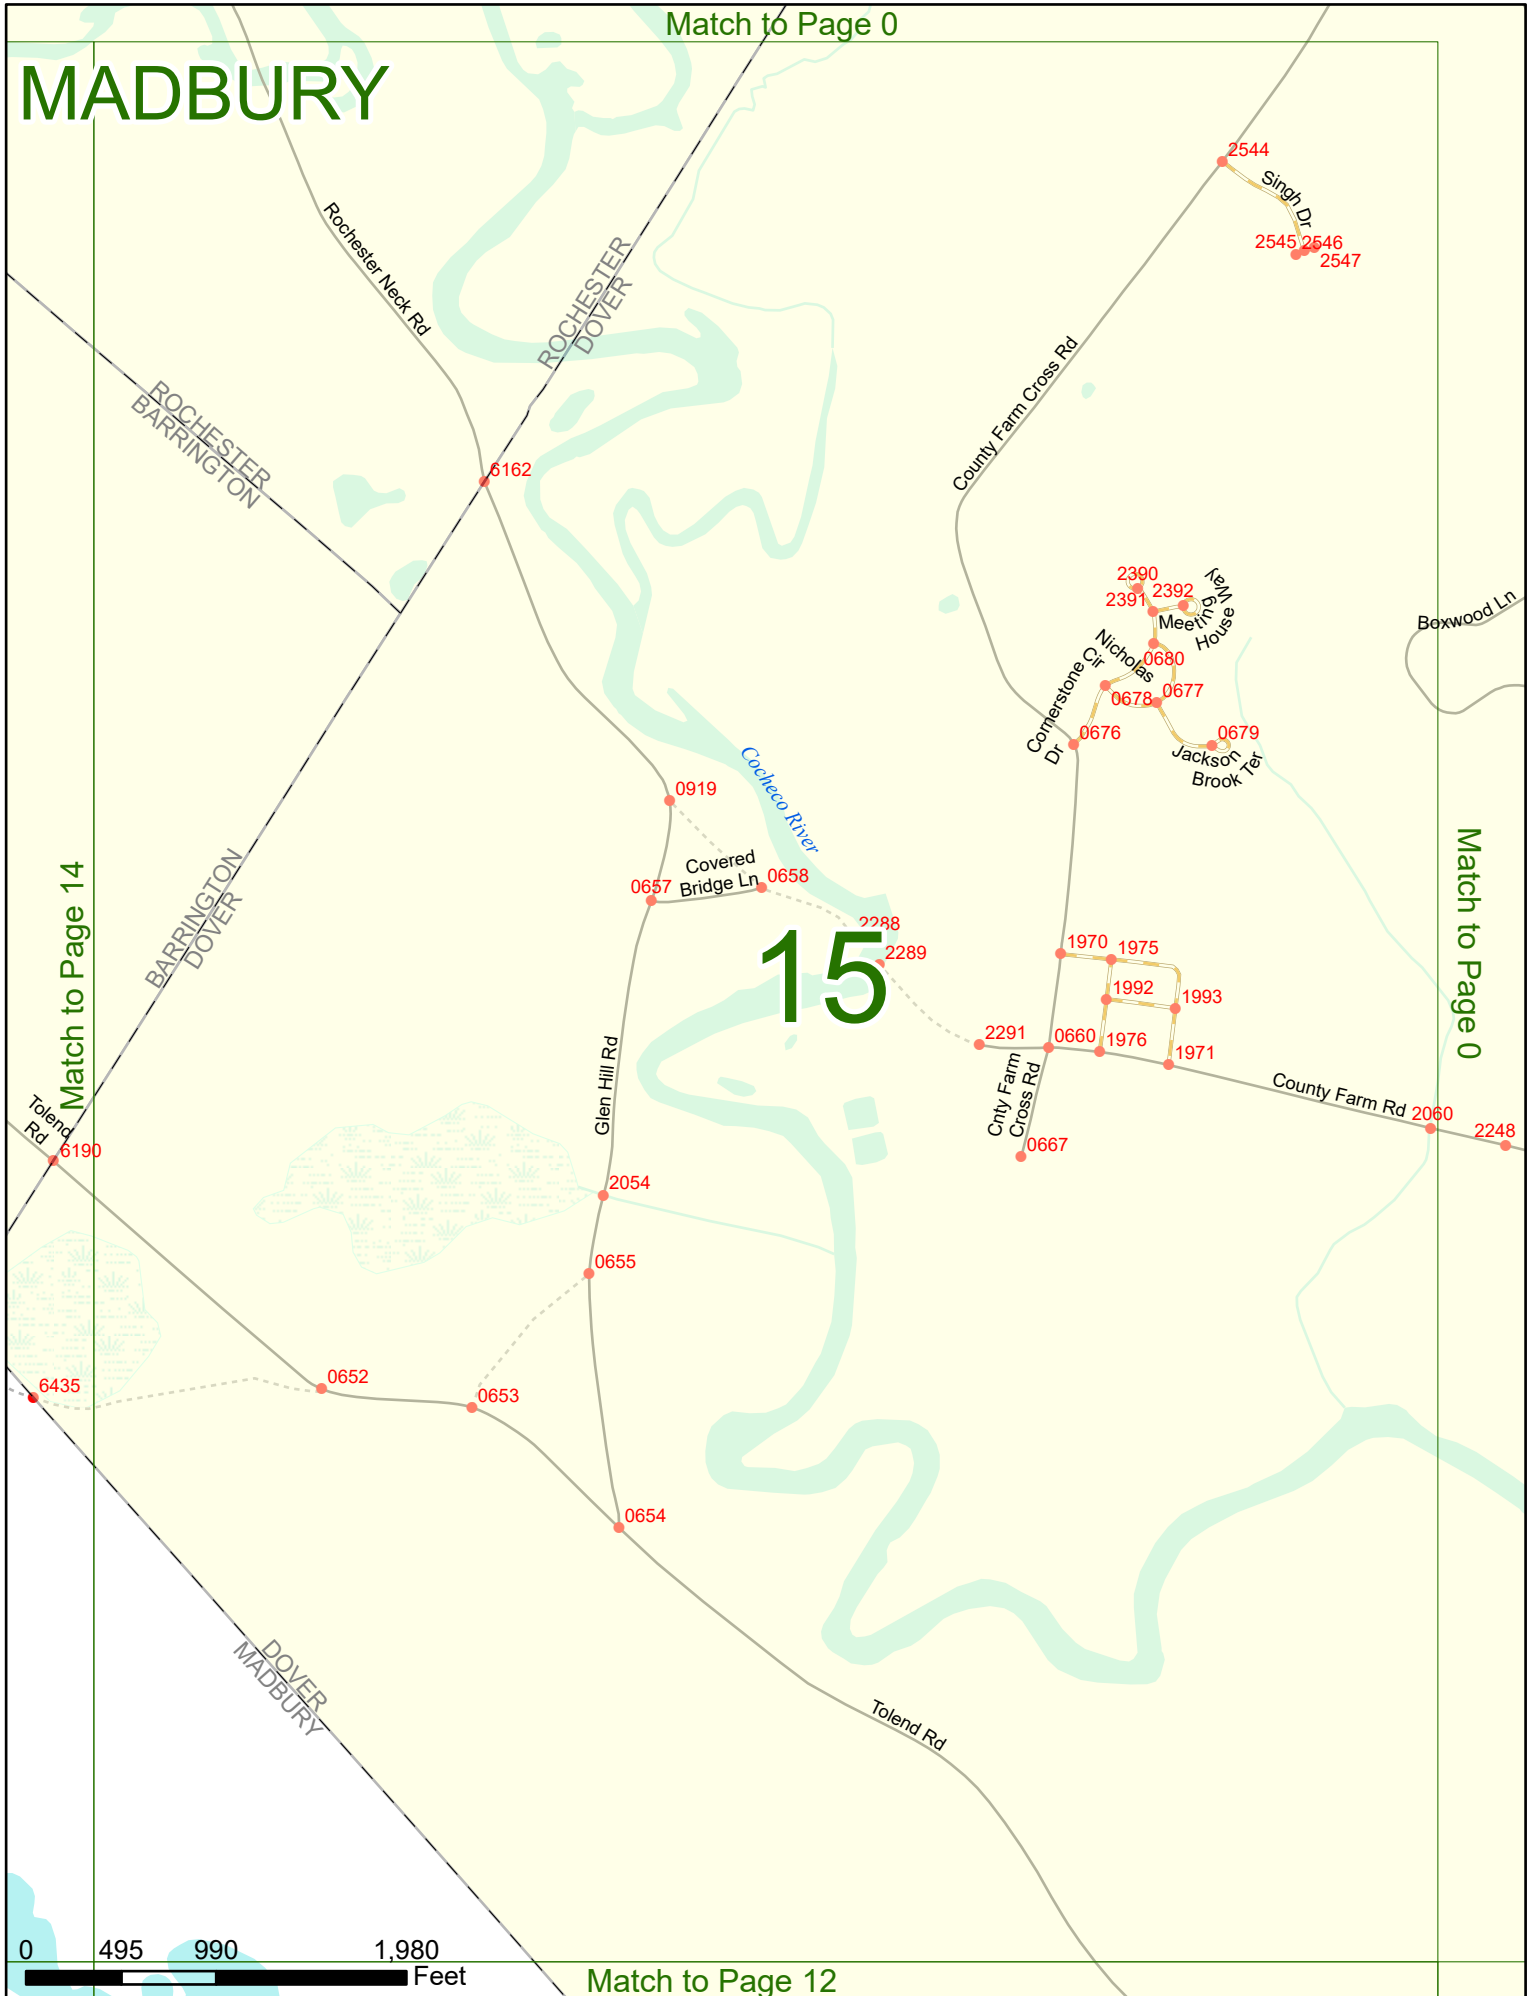 Match to Page 0
MADBURY
2544
Singh Dr
2545
2546
2547
Rochester Neck Rd
ROCHESTER
DOVER
County Farm Cross Rd
ROCHESTER
BARRINGTON
6162
2390
2391
2392
Meeting
House
Way
Boxwood Ln
Nicholas
Cir
0680
0678
0677
Cornerstone
Dr
0676
0679
Jackson
Brook Ter
Cocheco River
0919
Covered
Bridge Ln
0657
0658
Match to Page 14
Match to Page 0
BARRINGTON
DOVER
2288
2289
15
1970
1975
1992
1993
2291
0660
1976
1971
Glen Hill Rd
Cnty Farm
Cross Rd
County Farm Rd
2060
2248
Tolend
Rd
6190
0667
2054
0655
6435
0652
0653
0654
DOVER
MADBURY
Tolend Rd
0 495 990 1,980
Feet
Match to Page 12